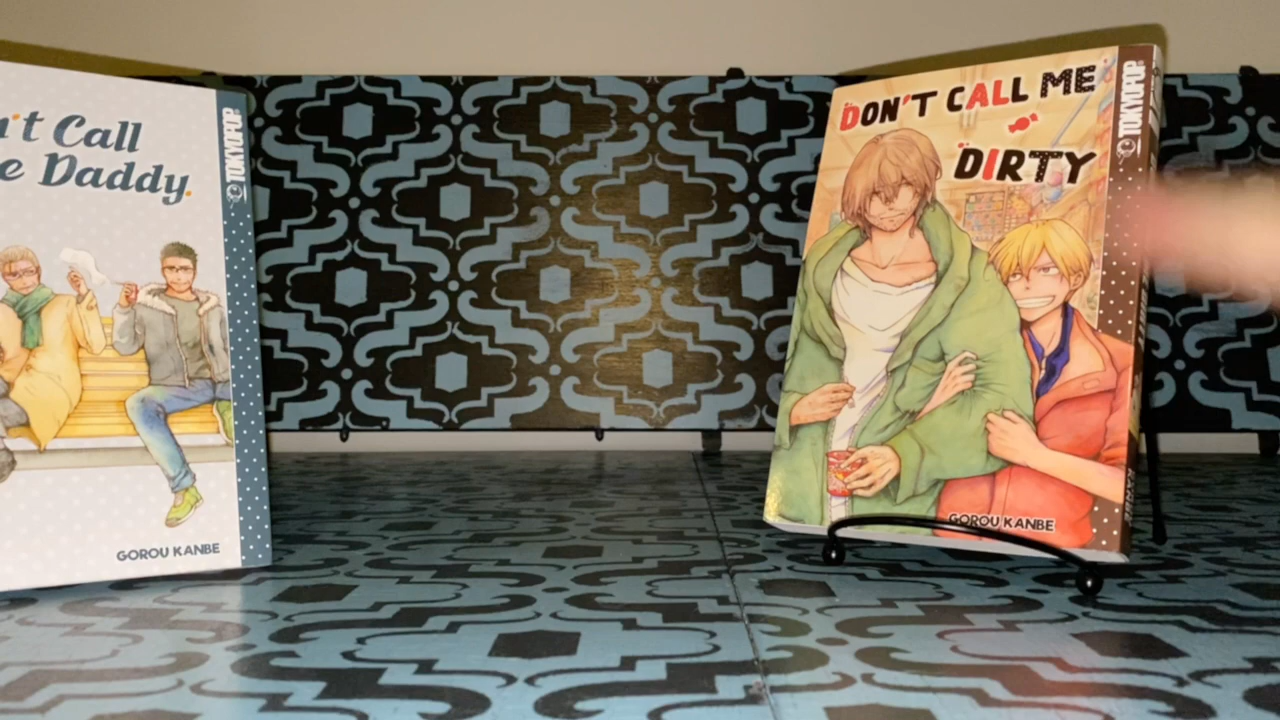 n't Call
e Daddy.
TOKYOPOP
GOROU KANBE
DON'T CALL ME
DIRTY
TOKYOPOP
GOROU KANBE